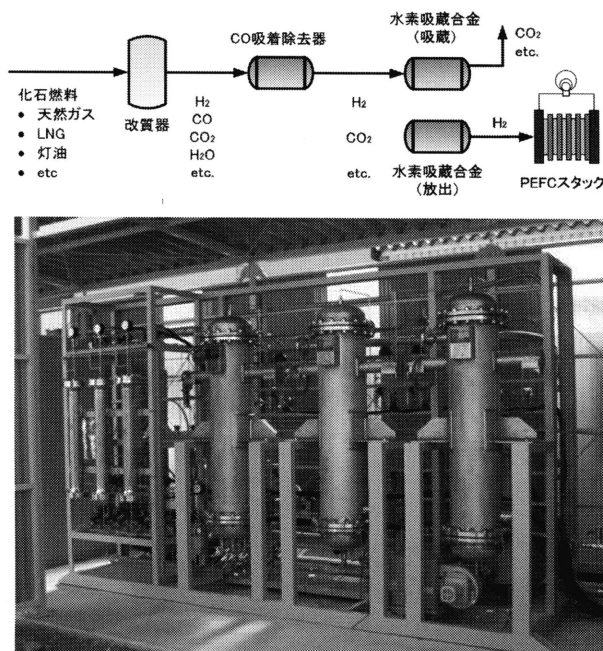 CO吸着除去器
水素吸蔵合金
(吸蔵)
CO₂
etc.
化石燃料
• 天然ガス
• LNG
• 灯油
• etc
改質器
H₂
CO
CO₂
H₂O
etc.
H₂
CO₂
etc.
水素吸蔵合金
(放出)
H₂
PEFCスタック